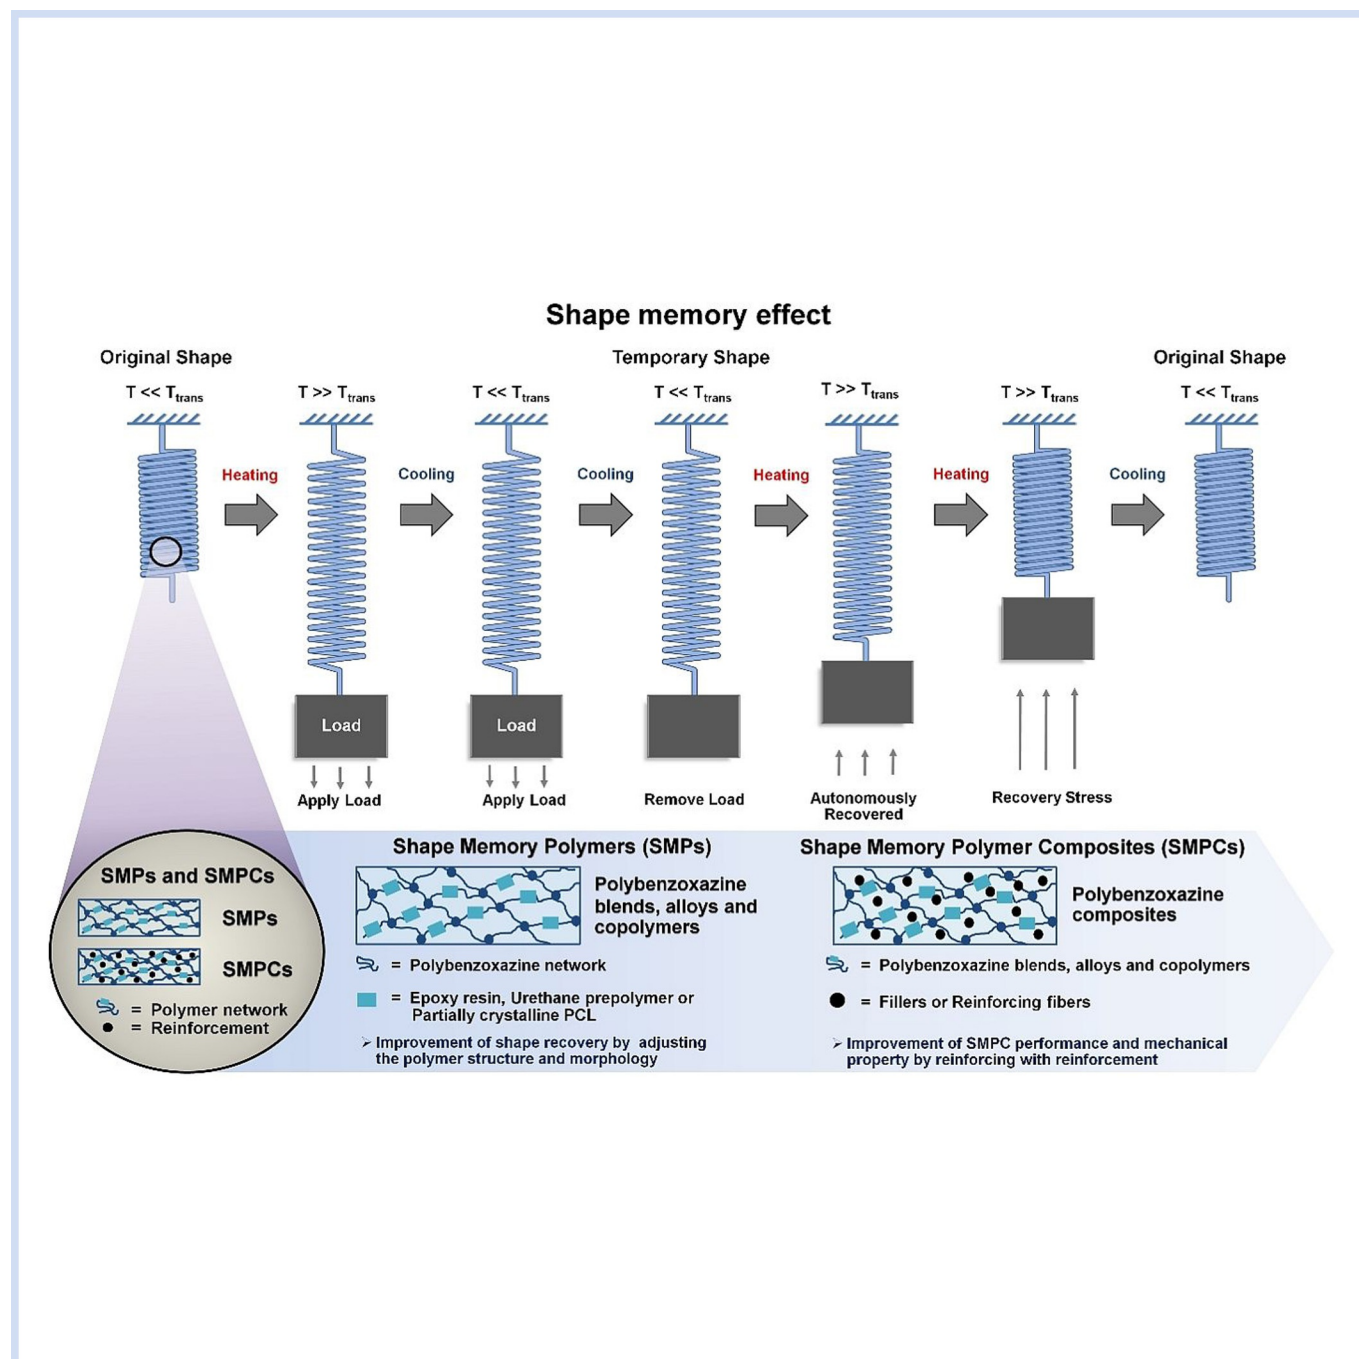 Shape memory effect
Original Shape
Temporary Shape
Original Shape
T << Ttrans
T >> Ttrans
T << Ttrans
T << Ttrans
T >> Ttrans
T >> Ttrans
T << Ttrans
Heating
Cooling
Cooling
Heating
Heating
Cooling
Load
Load
Apply Load
Apply Load
Remove Load
Autonomously
Recovered
Recovery Stress
SMPs and SMPCs
SMPs
SMPCs
= Polymer network
= Reinforcement
Shape Memory Polymers (SMPs)
Polybenzoxazine
blends, alloys and
copolymers
= Polybenzoxazine network
= Epoxy resin, Urethane prepolymer or
Partially crystalline PCL
➢ Improvement of shape recovery by adjusting
the polymer structure and morphology
Shape Memory Polymer Composites (SMPCs)
Polybenzoxazine
composites
= Polybenzoxazine blends, alloys and copolymers
= Fillers or Reinforcing fibers
➢ Improvement of SMPC performance and mechanical
property by reinforcing with reinforcement